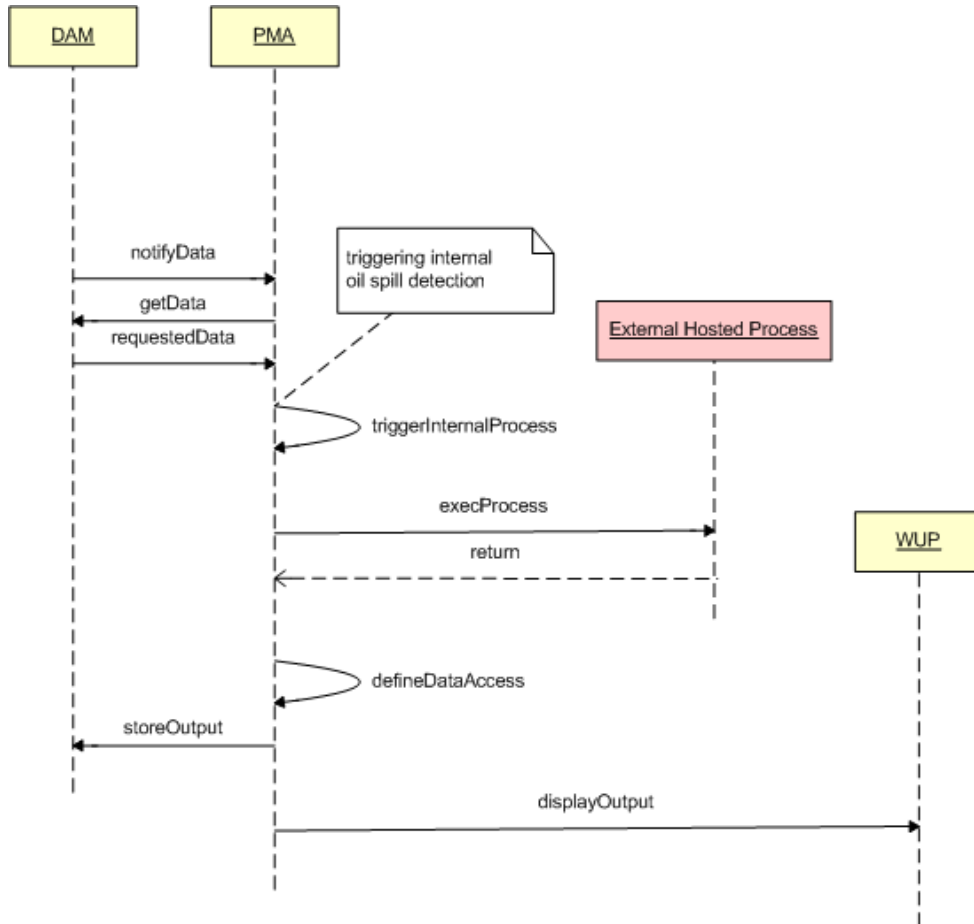 DAM
PMA
notifyData
triggering internal
oil spill detection
getData
External Hosted Process
requestedData
triggerInternalProcess
execProcess
WUP
return
defineDataAccess
storeOutput
displayOutput